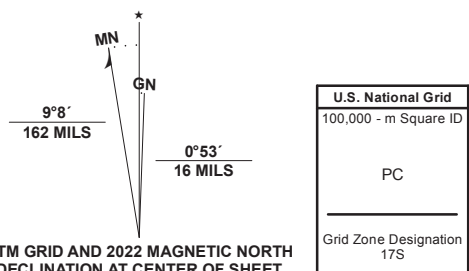 ★
MN
GN
9°8´
162 MILS
0°53´
16 MILS
TM GRID AND 2022 MAGNETIC NORTH
DECLINATION AT CENTER OF SHEET
U.S. National Grid
100,000 - m Square ID
PC
Grid Zone Designation
17S